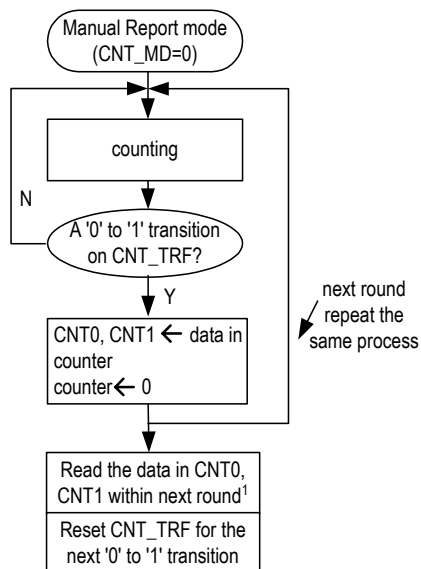 Manual Report mode
(CNT_MD=0)
counting
N
A '0' to '1' transition
on CNT_TRF?
Y
CNT0, CNT1 ← data in
counter
counter← 0
next round
repeat the
same process
Read the data in CNT0,
CNT1 within next round¹
Reset CNT_TRF for the
next '0' to '1' transition